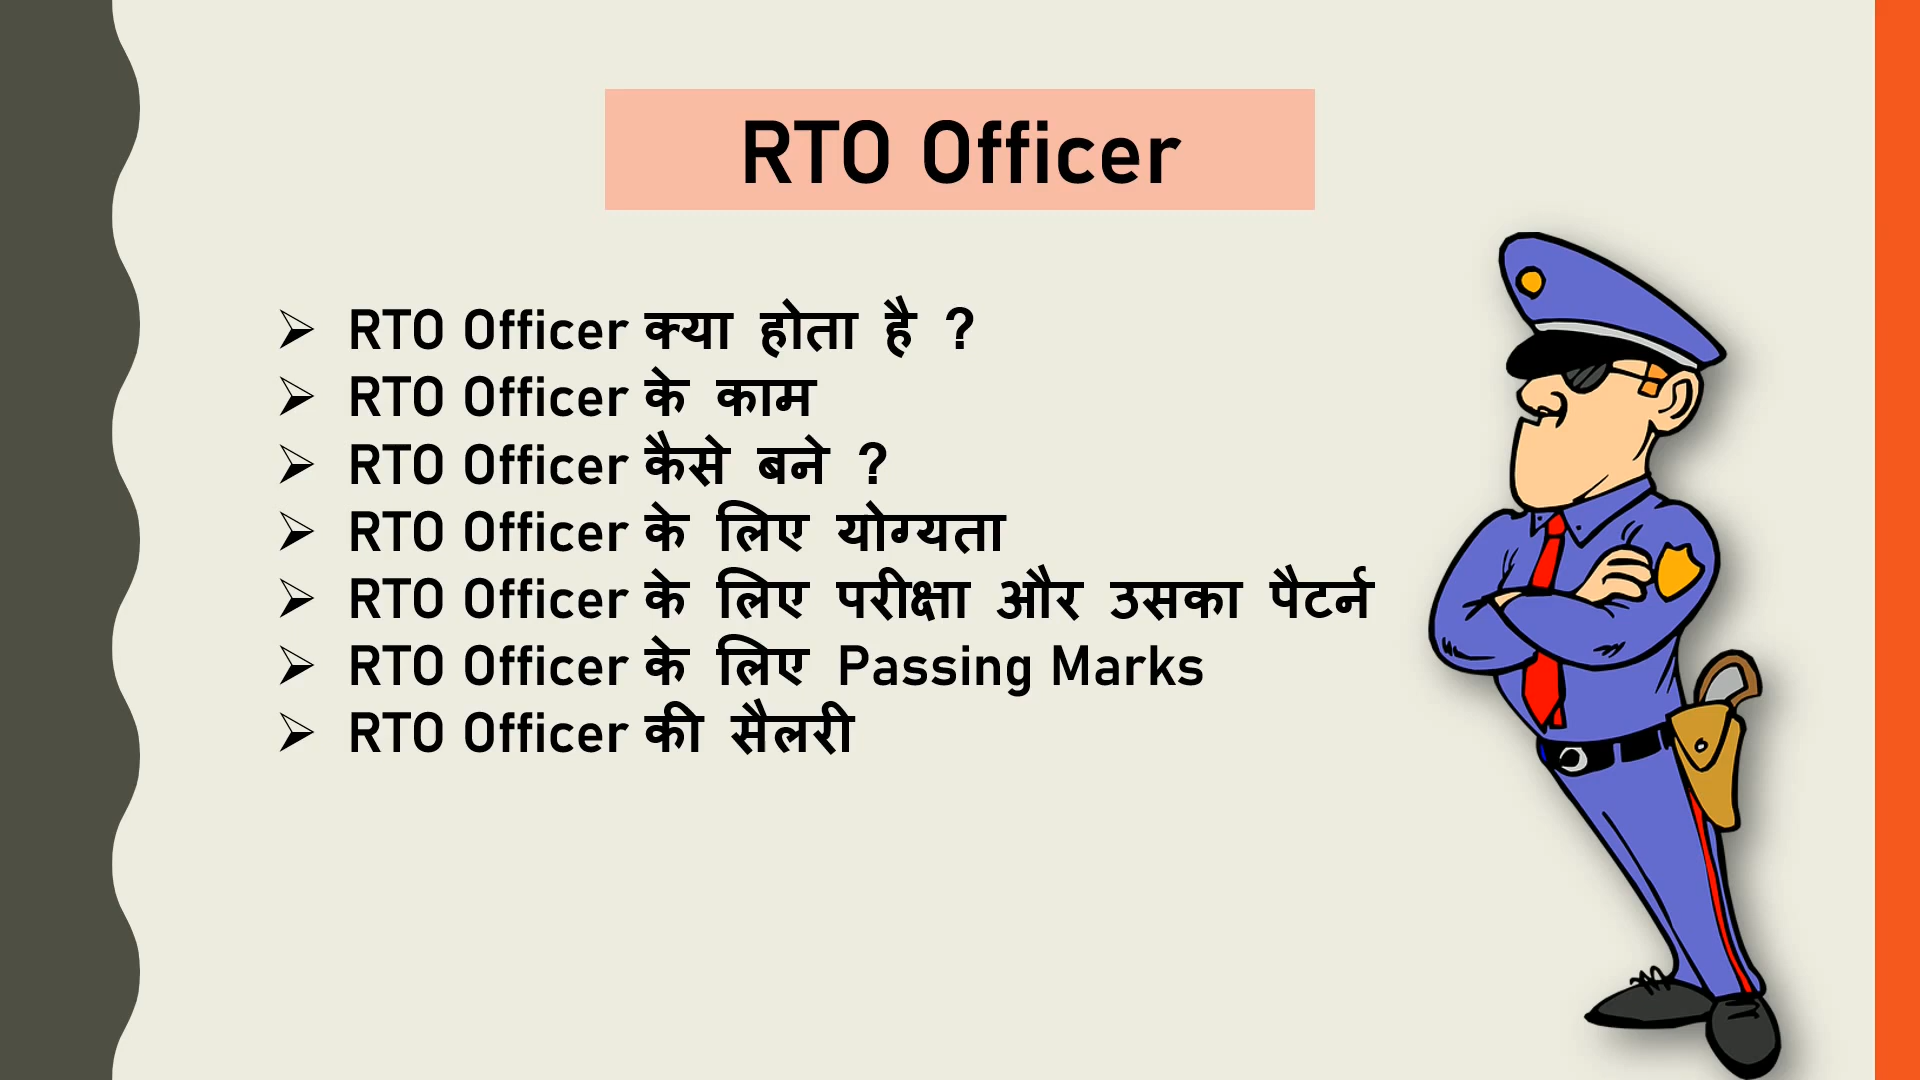 RTO Officer
➢ RTO Officer क्या होता है ?
➢ RTO Officer के काम
➢ RTO Officer कैसे बने ?
➢ RTO Officer के लिए योग्यता
➢ RTO Officer के लिए परीक्षा और उसका पैटर्न
➢ RTO Officer के लिए Passing Marks
➢ RTO Officer की सैलरी